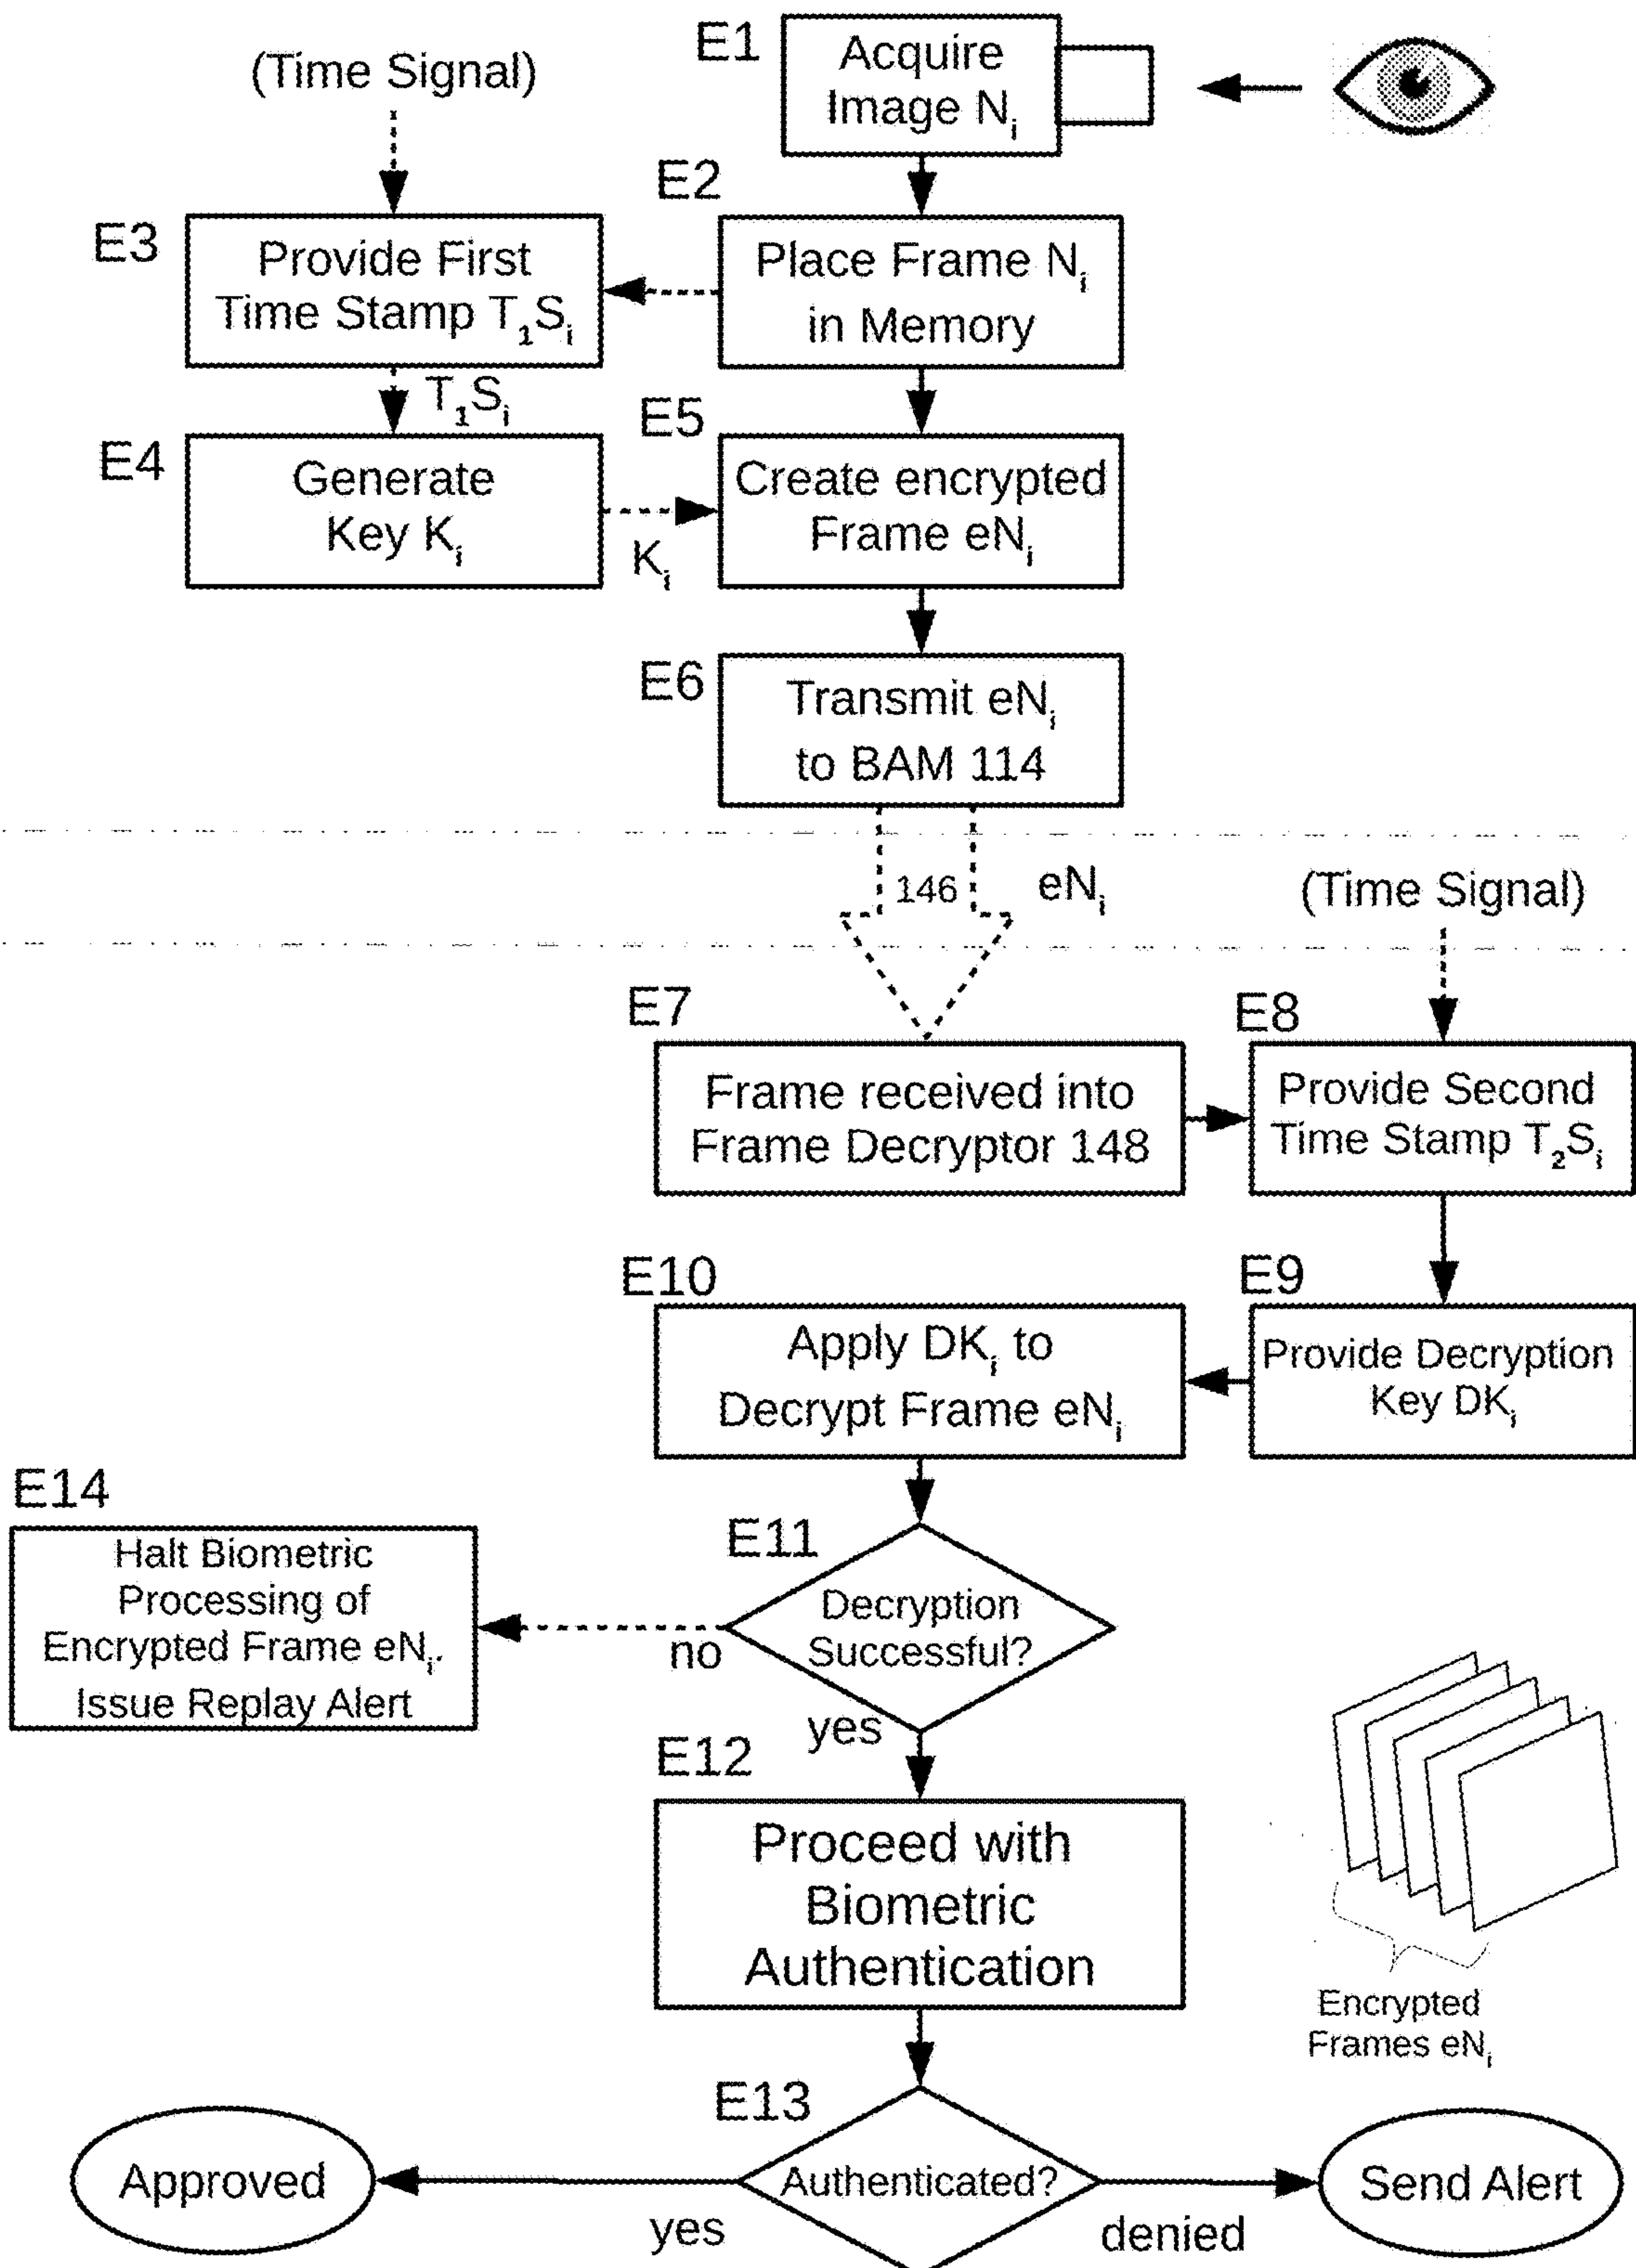 E1
Acquire
Image Nᵢ
(Time Signal)
E2
Place Frame Nᵢ
in Memory
E3
Provide First
Time Stamp T₁Sᵢ
T₁Sᵢ
E4
Generate
Key Kᵢ
Kᵢ
E5
Create encrypted
Frame eNᵢ
E6
Transmit eNᵢ
to BAM 114
146
eNᵢ
(Time Signal)
E7
Frame received into
Frame Decryptor 148
E8
Provide Second
Time Stamp T₂Sᵢ
E9
Provide Decryption
Key DKᵢ
E10
Apply DKᵢ to
Decrypt Frame eNᵢ
E11
Decryption
Successful?
no
yes
E14
Halt Biometric
Processing of
Encrypted Frame eNᵢ.
Issue Replay Alert
E12
Proceed with
Biometric
Authentication
Encrypted
Frames eNᵢ
E13
Authenticated?
yes
denied
Approved
Send Alert